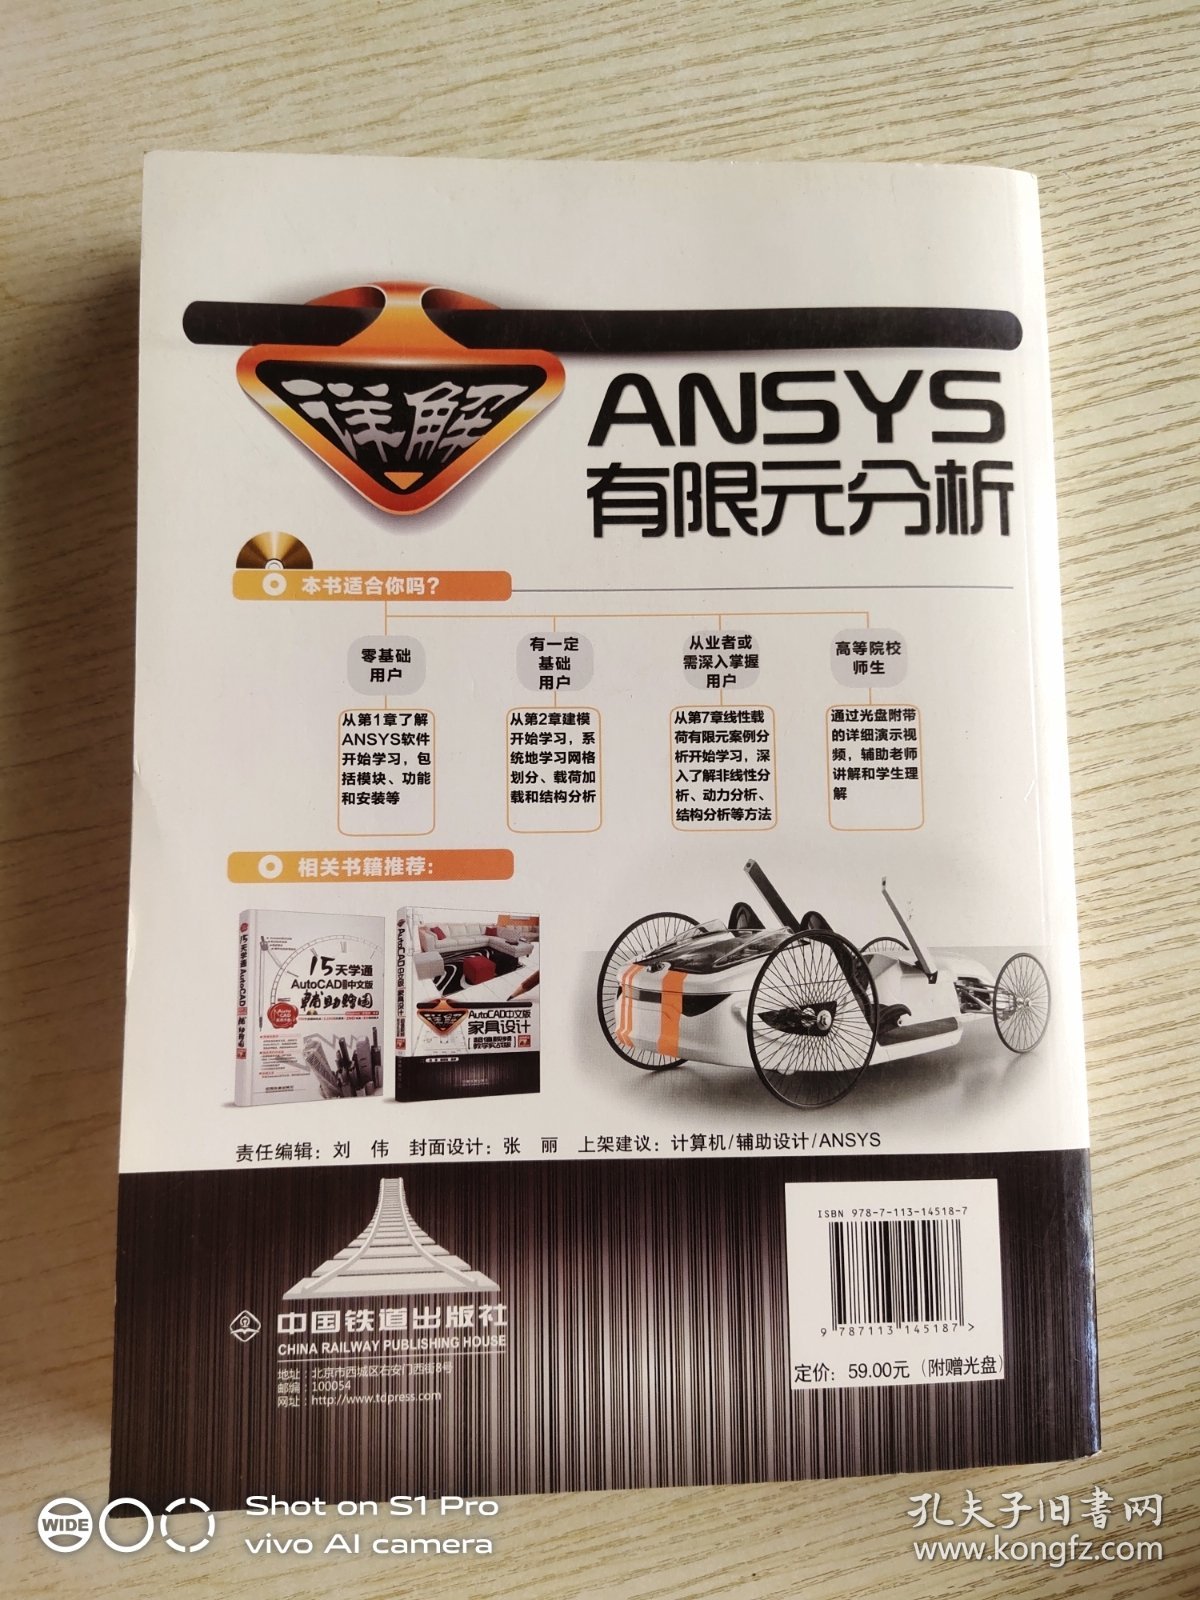 详解
ANSYS
有限元分析
本书适合你吗？
零基础
用户
有一定
基础
用户
从业者或
需深入掌握
用户
高等院校
师生
从第1章了解
ANSYS软件
开始学习，包
括模块、功能
和安装等
从第2章建模
开始学习，系
统地学习网格
划分、载荷加
载和结构分析
从第7章线性载
荷有限元案例分
析开始学习，深
入了解非线性分
析、动力分析、
结构分析等方法
通过光盘附带
的详细演示视
频，辅助老师
讲解和学生理
解
相关书籍推荐：
15天学通
AutoCAD 中文版
辅助绘图
AutoCAD中文版
家具设计
责任编辑：刘 伟 封面设计：张 丽 上架建议：计算机/辅助设计/ANSYS
ISBN 978-7-113-14518-7
9 787113 145187 >
定价：59.00元（附赠光盘）
中国铁道出版社
CHINA RAILWAY PUBLISHING HOUSE
地址：北京市西城区右安门西街8号
邮编：100054
网址：http://www.tdpress.com
WIDE
Shot on S1 Pro
vivo AI camera
孔夫子旧书网
www.kongfz.com